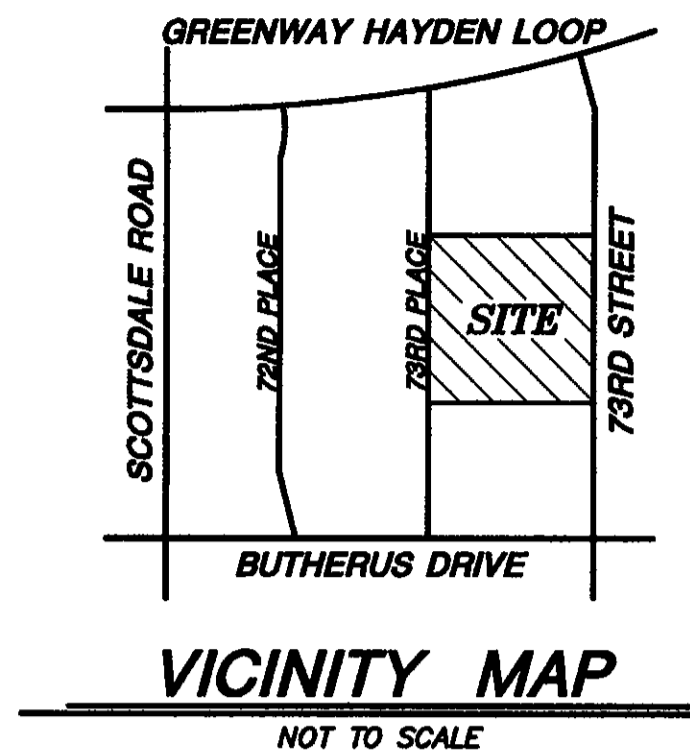 GREENWAY HAYDEN LOOP
SCOTTSDALE ROAD
72ND PLACE
73RD PLACE
SITE
73RD STREET
BUTHERUS DRIVE
VICINITY MAP
NOT TO SCALE